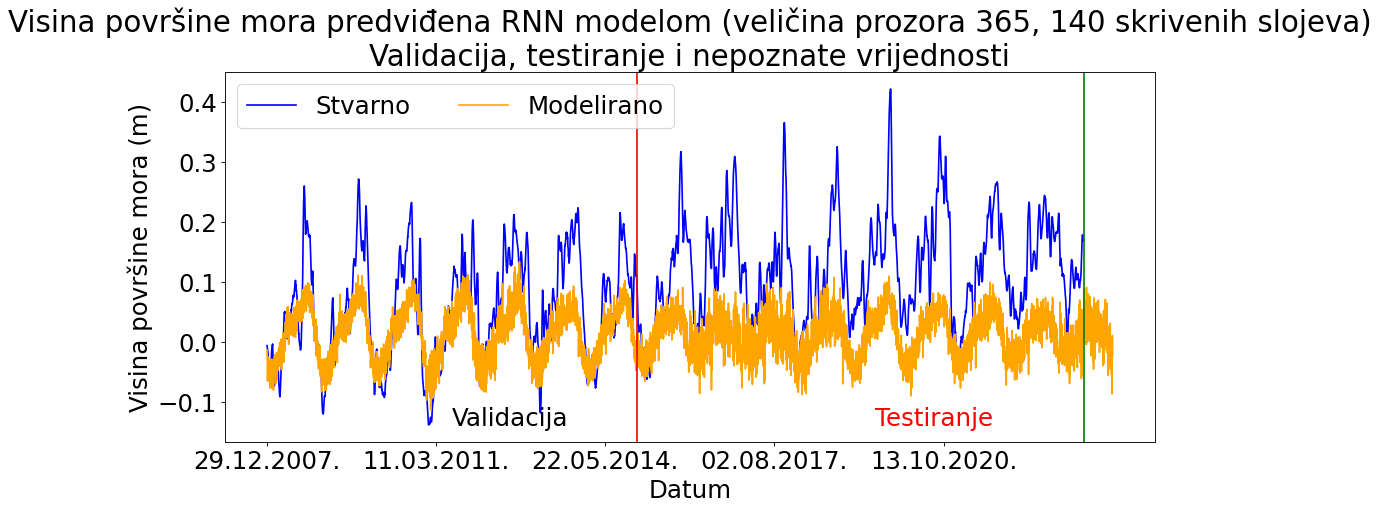 Visina površine mora predviđena RNN modelom (veličina prozora 365, 140 skrivenih slojeva)
Validacija, testiranje i nepoznate vrijednosti
Stvarno
Modelirano
Visina površine mora (m)
0.4
0.3
0.2
0.1
0.0
−0.1
Validacija
Testiranje
29.12.2007.
11.03.2011.
22.05.2014.
02.08.2017.
13.10.2020.
Datum